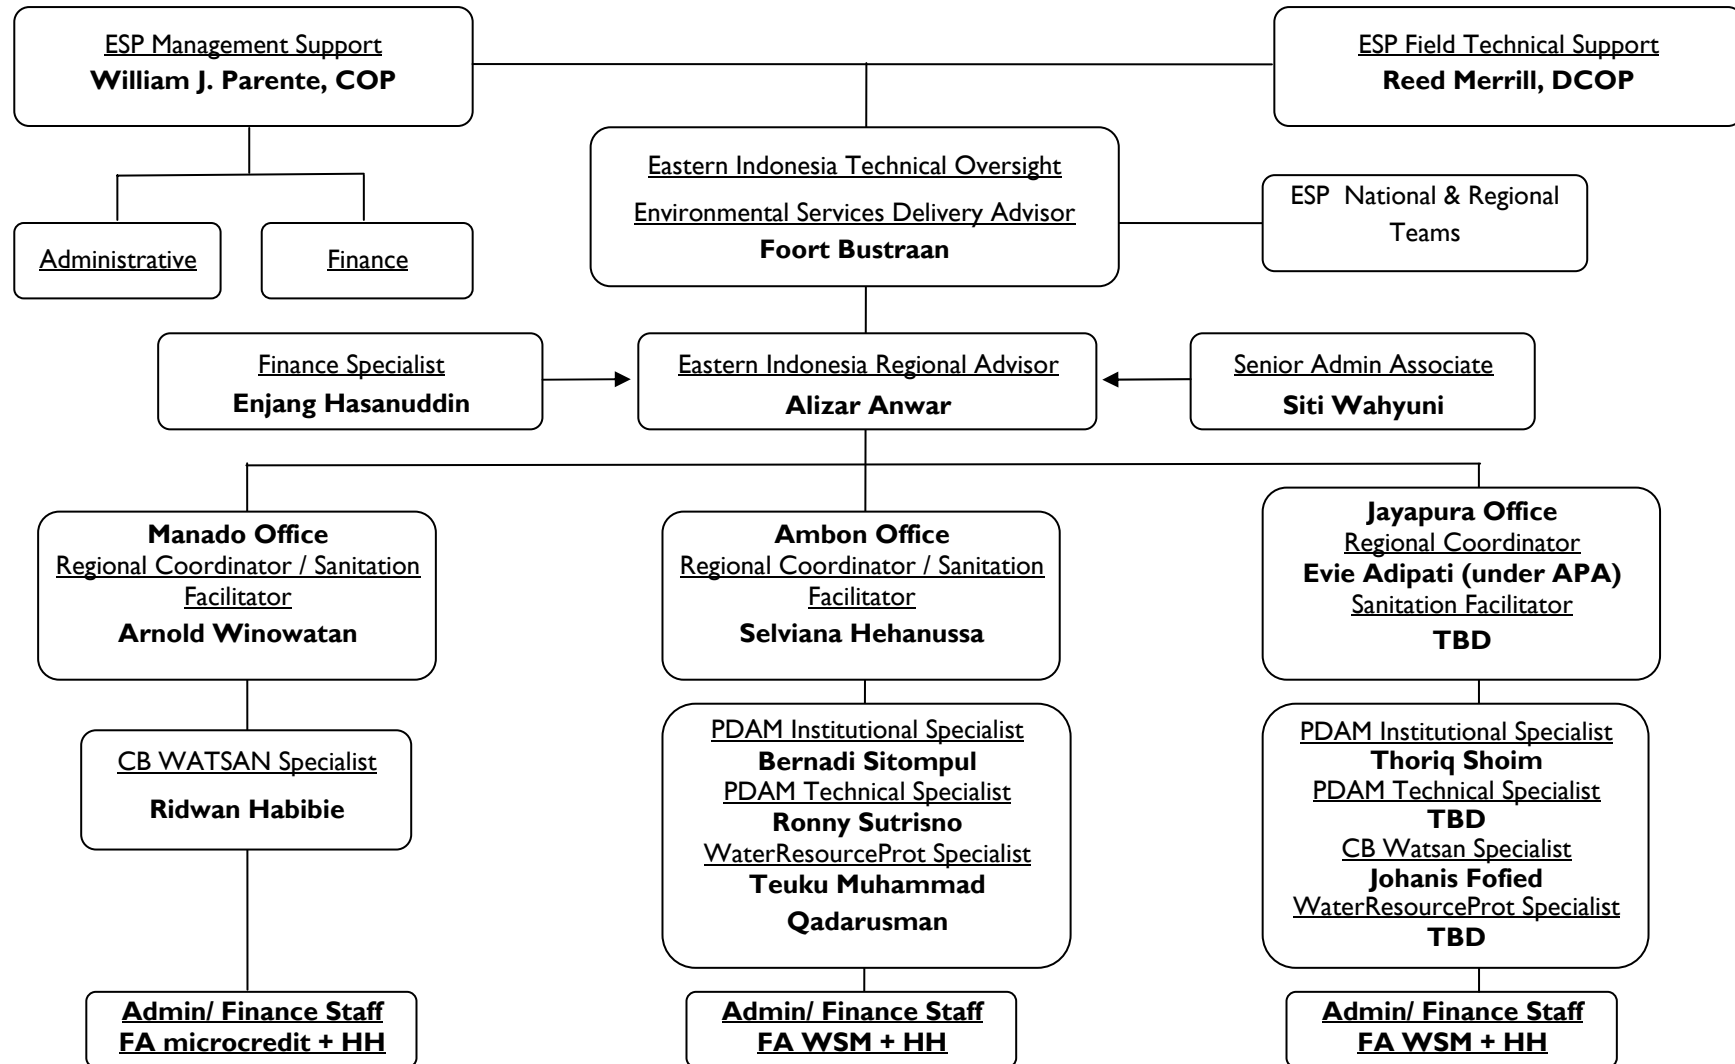 ESP Management Support
William J. Parente, COP
ESP Field Technical Support
Reed Merrill, DCOP
Eastern Indonesia Technical Oversight
Environmental Services Delivery Advisor
Foort Bustraan
ESP National & Regional
Teams
Administrative
Finance
Finance Specialist
Enjang Hasanuddin
Eastern Indonesia Regional Advisor
Alizar Anwar
Senior Admin Associate
Siti Wahyuni
Manado Office
Regional Coordinator / Sanitation
Facilitator
Arnold Winowatan
Ambon Office
Regional Coordinator / Sanitation
Facilitator
Selviana Hehanussa
Jayapura Office
Regional Coordinator
Evie Adipati (under APA)
Sanitation Facilitator
TBD
CB WATSAN Specialist
Ridwan Habibie
PDAM Institutional Specialist
Bernadi Sitompul
PDAM Technical Specialist
Ronny Sutrisno
WaterResourceProt Specialist
Teuku Muhammad
Qadarusman
PDAM Institutional Specialist
Thoriq Shoim
PDAM Technical Specialist
TBD
CB Watsan Specialist
Johanis Fofied
WaterResourceProt Specialist
TBD
Admin/ Finance Staff
FA microcredit + HH
Admin/ Finance Staff
FA WSM + HH
Admin/ Finance Staff
FA WSM + HH